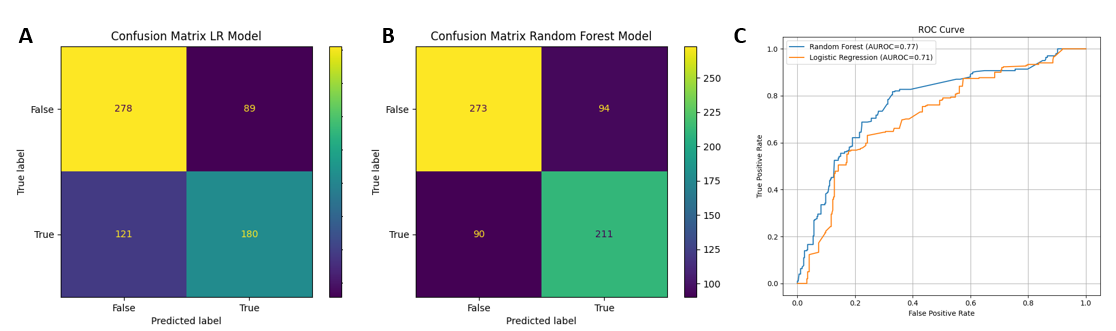 A
Confusion Matrix LR Model
True label
False
278
89
True
121
180
False
True
Predicted label
B
Confusion Matrix Random Forest Model
True label
False
273
94
True
90
211
False
True
Predicted label
250
225
200
175
150
125
100
C
ROC Curve
Random Forest (AUROC=0.77)
Logistic Regression (AUROC=0.71)
True Positive Rate
1.0
0.8
0.6
0.4
0.2
0.0
0.0
0.2
0.4
0.6
0.8
1.0
False Positive Rate